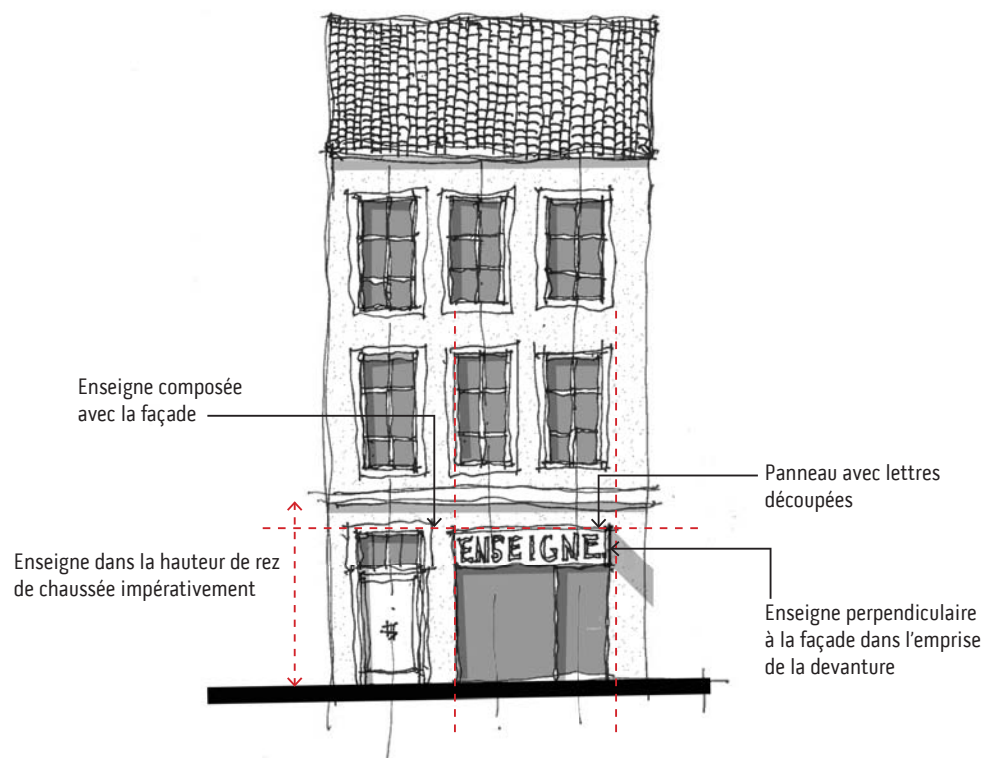 Enseigne composée
avec la façade
Panneau avec lettres
découpées
ENSEIGNE
Enseigne dans la hauteur de rez
de chaussée impérativement
Enseigne perpendiculaire
à la façade dans l'emprise
de la devanture